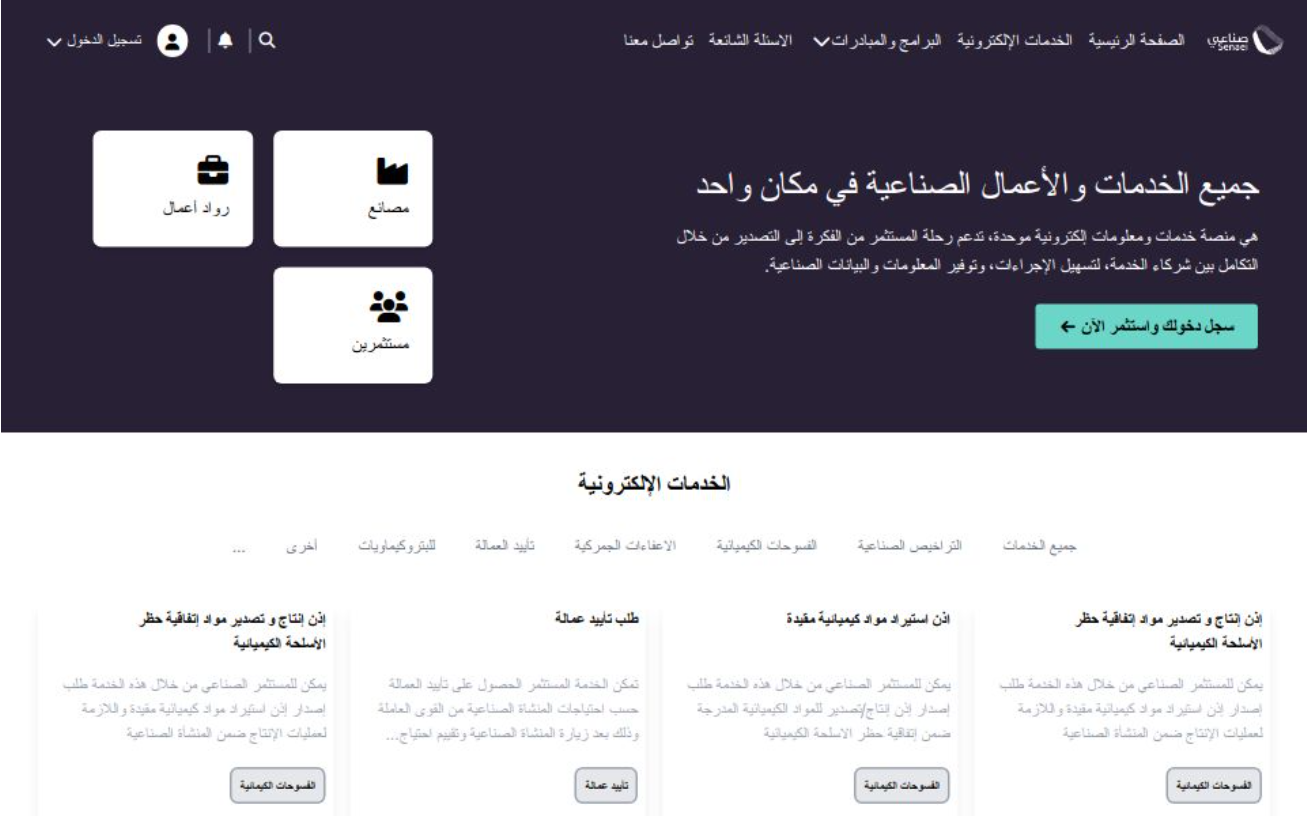 صناعي
senaei
الصفحة الرئيسية
الخدمات الإلكترونية
البرامج والمبادرات
الاسئلة الشائعة
تواصل معنا
تسجيل الدخول
جميع الخدمات والأعمال الصناعية في مكان واحد
هي منصة خدمات ومعلومات إلكترونية موحدة، تدعم رحلة المستثمر من الفكرة إلى التصدير من خلال
التكامل بين شركاء الخدمة، لتسهيل الإجراءات، وتوفير المعلومات والبيانات الصناعية.
سجل دخولك واستثمر الآن ←
مصانع
رواد أعمال
مستثمرين
الخدمات الإلكترونية
جميع الخدمات
التراخيص الصناعية
الفسوحات الكيميائية
الاعفاءات الجمركية
تأييد العمالة
للبتروكيماويات
أخرى
...
إذن إنتاج و تصدير مواد إتفاقية حظر
الأسلحة الكيميائية
يمكن للمستثمر الصناعي من خلال هذه الخدمة طلب
إصدار إذن استيراد مواد كيميائية مقيدة واللازمة
لعمليات الإنتاج ضمن المنشأة الصناعية
الفسوحات الكيمائية
اذن استيراد مواد كيميائية مقيدة
يمكن للمستثمر الصناعي من خلال هذه الخدمة طلب
إصدار إذن إنتاج/تصدير للمواد الكيميائية المدرجة
ضمن إتفاقية حظر الاسلحة الكيميائية
الفسوحات الكيمائية
طلب تأييد عمالة
تمكن الخدمة المستثمر الحصول على تأييد العمالة
حسب احتياجات المنشاة الصناعية من القوى العاملة
وذلك بعد زيارة المنشاة الصناعية وتقييم احتياج...
تأييد عمالة
إذن إنتاج و تصدير مواد إتفاقية حظر
الأسلحة الكيميائية
يمكن للمستثمر الصناعي من خلال هذه الخدمة طلب
إصدار إذن استيراد مواد كيميائية مقيدة واللازمة
لعمليات الإنتاج ضمن المنشأة الصناعية
الفسوحات الكيمائية